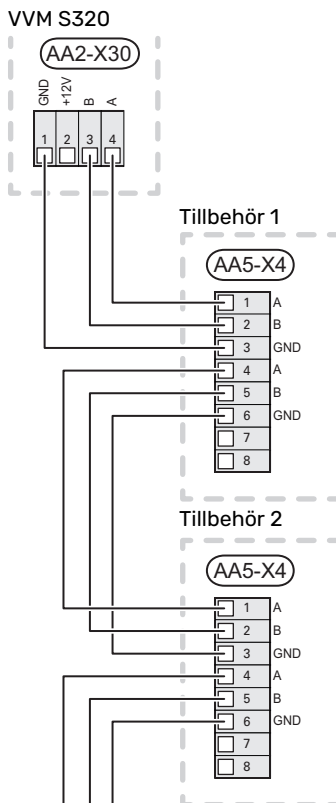 VVM S320
AA2-X30
GND +12V B A
1 2 3 4
Tillbehör 1
AA5-X4
1 A
2 B
3 GND
4 A
5 B
6 GND
7
8
Tillbehör 2
AA5-X4
1 A
2 B
3 GND
4 A
5 B
6 GND
7
8